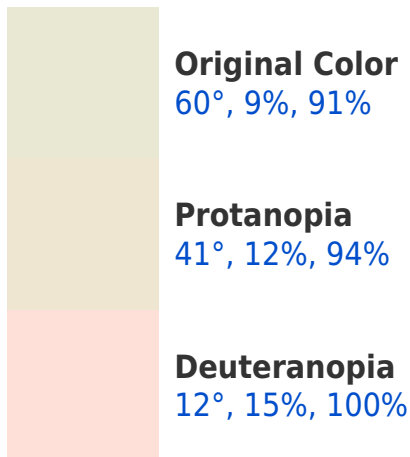 Original Color
60°, 9%, 91%
Protanopia
41°, 12%, 94%
Deuteranopia
12°, 15%, 100%